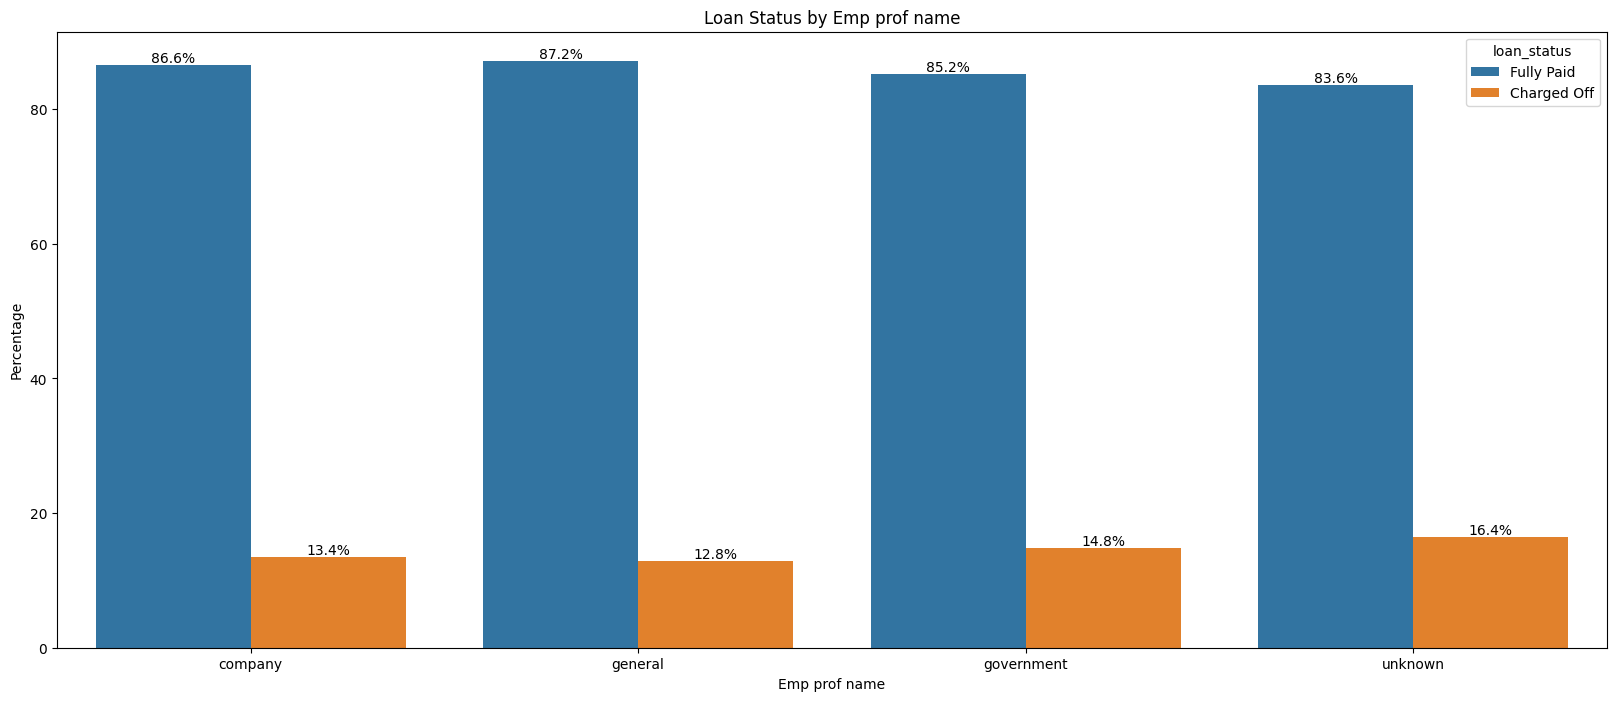 Loan Status by Emp prof name
loan_status
Fully Paid
Charged Off
86.6%
87.2%
85.2%
83.6%
13.4%
12.8%
14.8%
16.4%
Percentage
80
60
40
20
0
company
general
government
unknown
Emp prof name